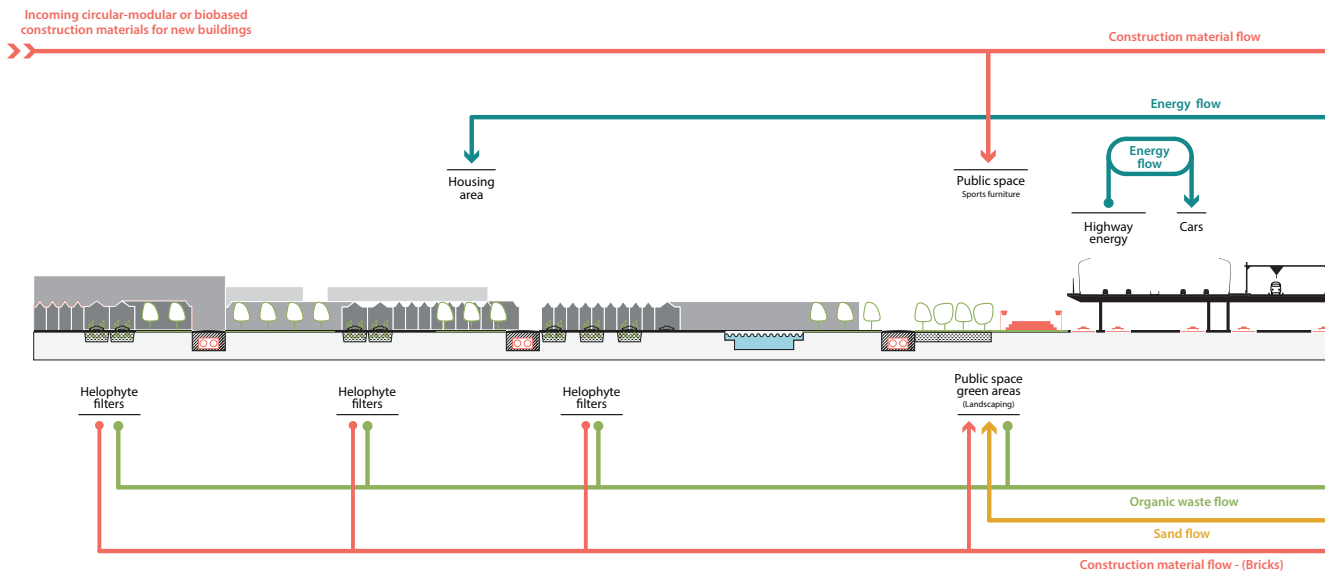 Incoming circular-modular or biobased
construction materials for new buildings
Construction material flow
Energy flow
Energy
flow
Housing
area
Public space
Sports furniture
Highway
energy
Cars
Helophyte
filters
Helophyte
filters
Helophyte
filters
Public space
green areas
(Landscaping)
Organic waste flow
Sand flow
Construction material flow - (Bricks)